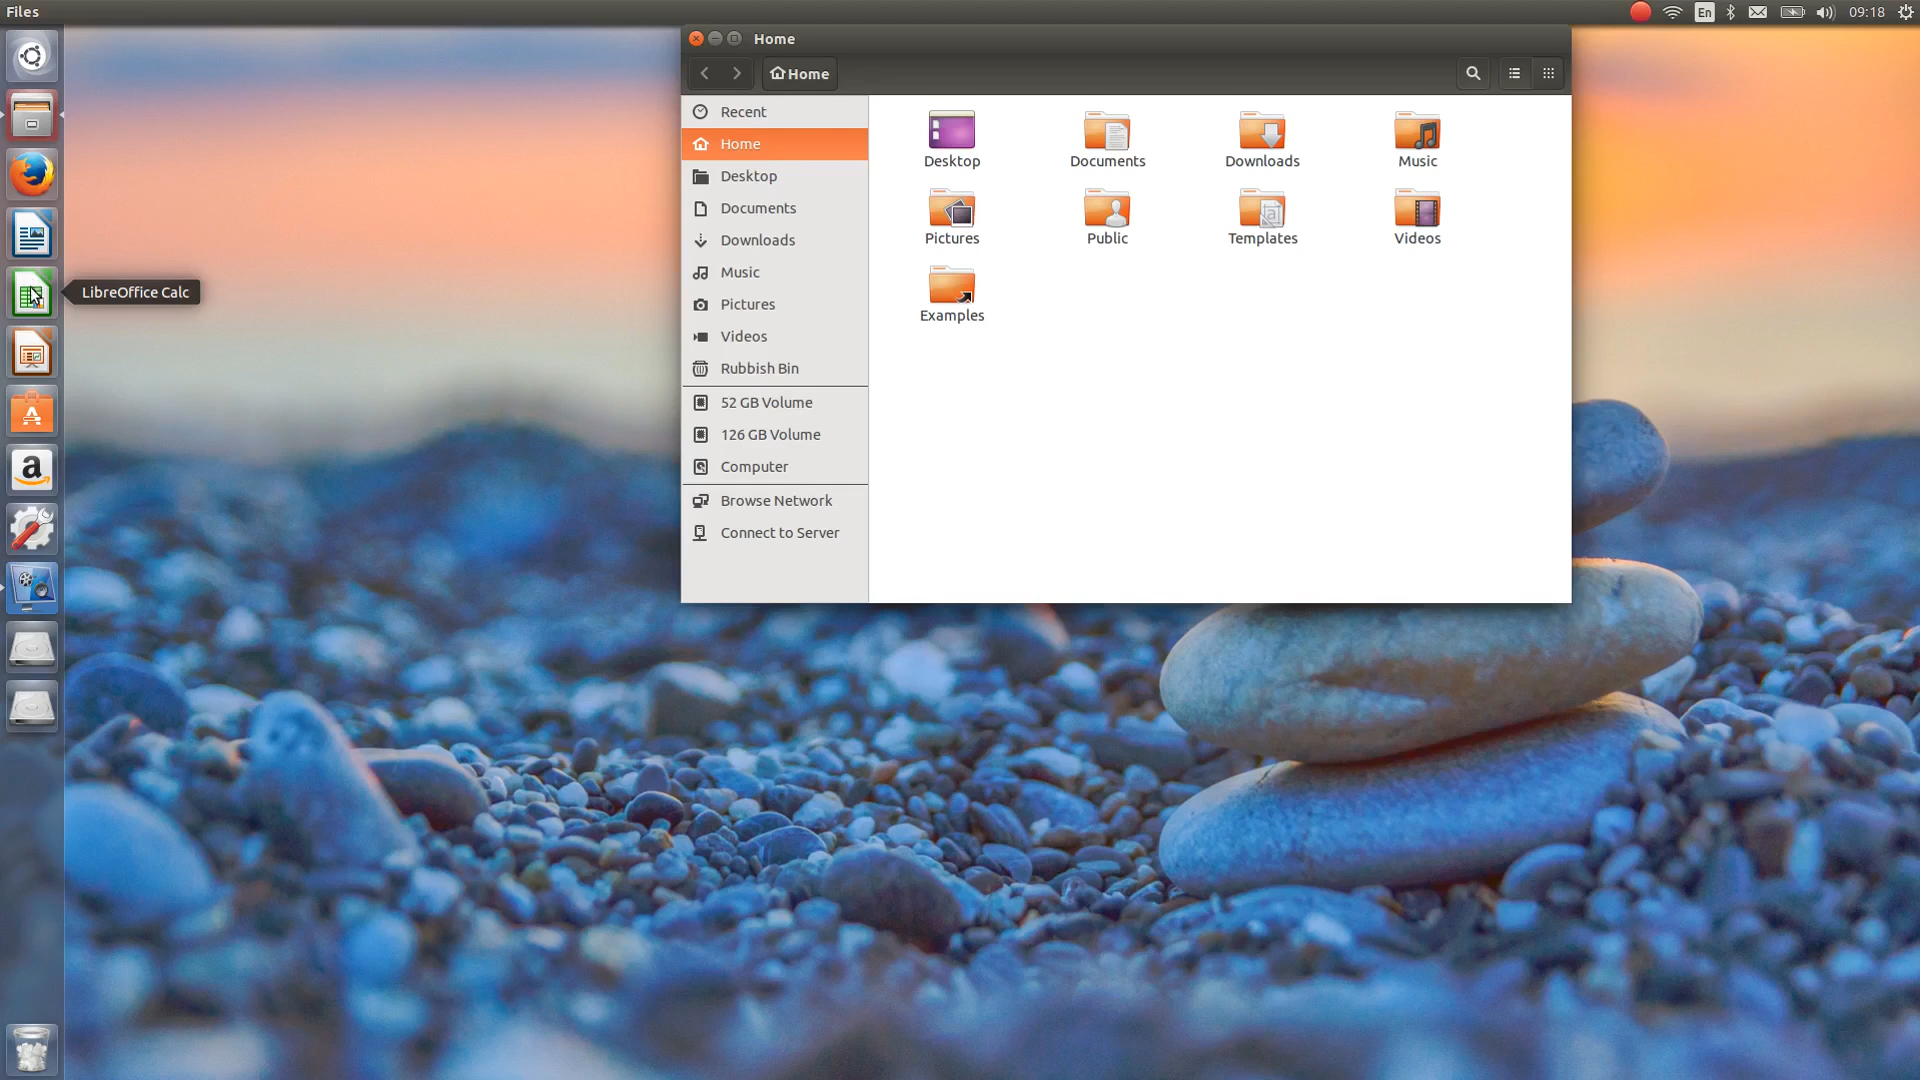 Files
En
09:18
Home
Home
Recent
Home
Desktop
Documents
Downloads
Music
Pictures
Videos
Rubbish Bin
52 GB Volume
126 GB Volume
Computer
Browse Network
Connect to Server
Desktop
Documents
Downloads
Music
Pictures
Public
Templates
Videos
Examples
LibreOffice Calc